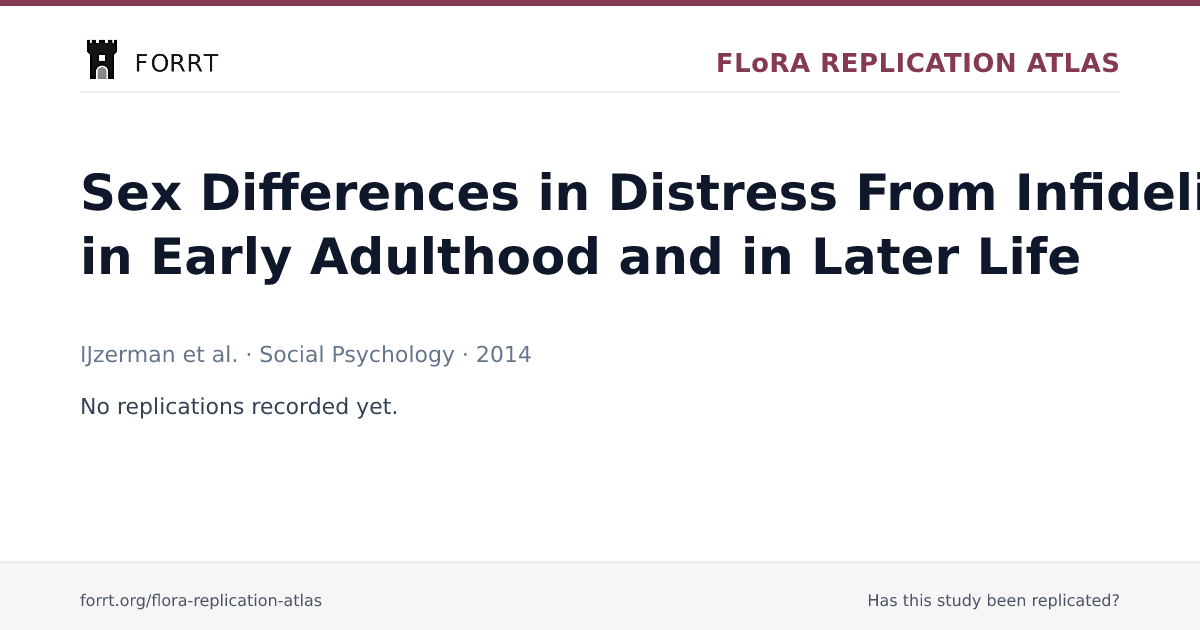 FORRT
FLoRA REPLICATION ATLAS
Sex Differences in Distress From Infideli
in Early Adulthood and in Later Life
IJzerman et al. · Social Psychology · 2014
No replications recorded yet.
forrt.org/flora-replication-atlas
Has this study been replicated?